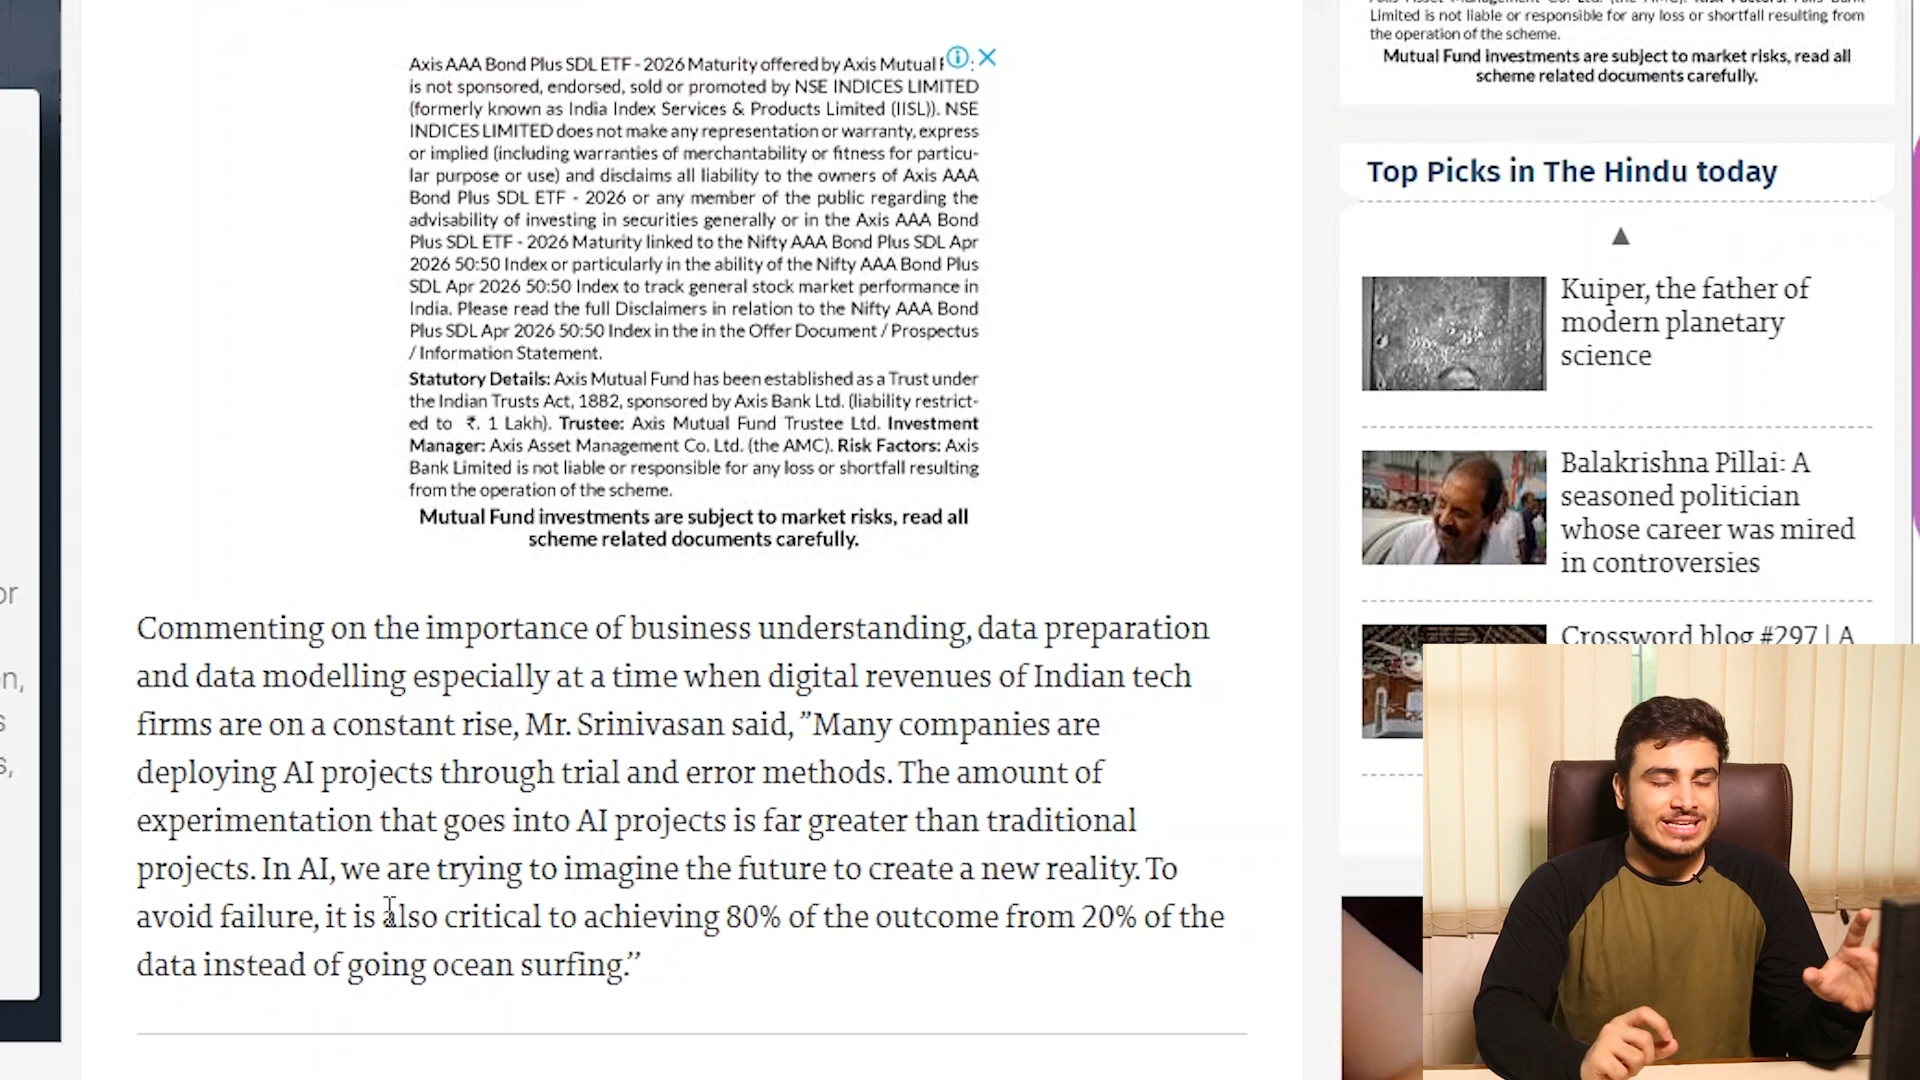 Axis AAA Bond Plus SDL ETF - 2026 Maturity offered by Axis Mutual
is not sponsored, endorsed, sold or promoted by NSE INDICES LIMITED
(formerly known as India Index Services & Products Limited (IISL)). NSE
INDICES LIMITED does not make any representation or warranty, express
or implied (including warranties of merchantability or fitness for particu-
lar purpose or use) and disclaims all liability to the owners of Axis AAA
Bond Plus SDL ETF - 2026 or any member of the public regarding the
advisability of investing in securities generally or in the Axis AAA Bond
Plus SDL ETF - 2026 Maturity linked to the Nifty AAA Bond Plus SDL Apr
2026 50:50 Index or particularly in the ability of the Nifty AAA Bond Plus
SDL Apr 2026 50:50 Index to track general stock market performance in
India. Please read the full Disclaimers in relation to the Nifty AAA Bond
Plus SDL Apr 2026 50:50 Index in the in the Offer Document / Prospectus
/ Information Statement.
Statutory Details: Axis Mutual Fund has been established as a Trust under
the Indian Trusts Act, 1882, sponsored by Axis Bank Ltd. (liability restrict-
ed to ₹. 1 Lakh). Trustee: Axis Mutual Fund Trustee Ltd. Investment
Manager: Axis Asset Management Co. Ltd. (the AMC). Risk Factors: Axis
Bank Limited is not liable or responsible for any loss or shortfall resulting
from the operation of the scheme.
Mutual Fund investments are subject to market risks, read all
scheme related documents carefully.
Commenting on the importance of business understanding, data preparation
and data modelling especially at a time when digital revenues of Indian tech
firms are on a constant rise, Mr. Srinivasan said, ”Many companies are
deploying AI projects through trial and error methods. The amount of
experimentation that goes into AI projects is far greater than traditional
projects. In AI, we are trying to imagine the future to create a new reality. To
avoid failure, it is also critical to achieving 80% of the outcome from 20% of the
data instead of going ocean surfing.”
Limited is not liable or responsible for any loss or shortfall resulting from
the operation of the scheme.
Mutual Fund investments are subject to market risks, read all
scheme related documents carefully.
Top Picks in The Hindu today
Kuiper, the father of
modern planetary
science
Balakrishna Pillai: A
seasoned politician
whose career was mired
in controversies
Crossword blog #297 | A